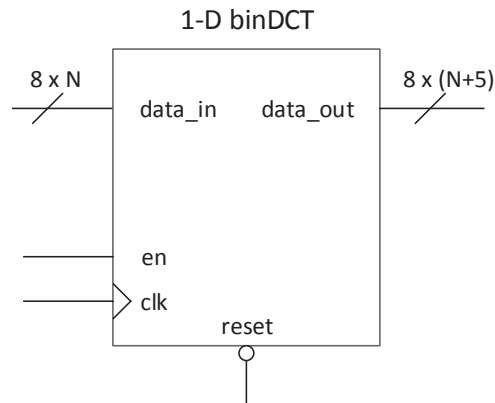 1-D binDCT
8 x N
8 x (N+5)
data_in
data_out
en
clk
reset